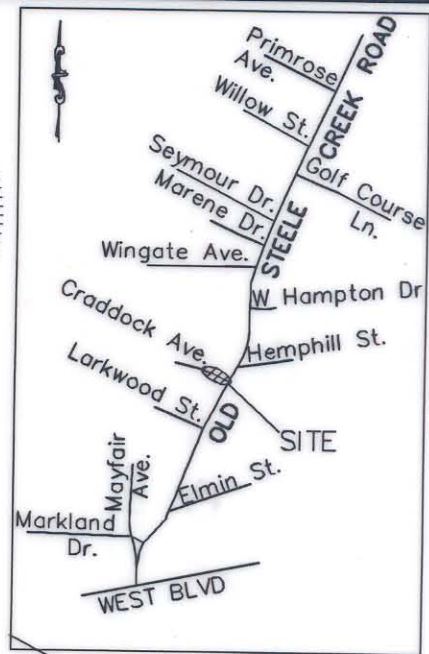 Primrose
Ave.
Willow St.
CREEK ROAD
Golf Course
Ln.
Seymour Dr.
Marene Dr.
STEELE
Wingate Ave.
W Hampton Dr
Craddock Ave.
Hemphill St.
Larkwood St.
OLD
SITE
Mayfair
Ave.
Elmin St.
Markland
Dr.
WEST BLVD